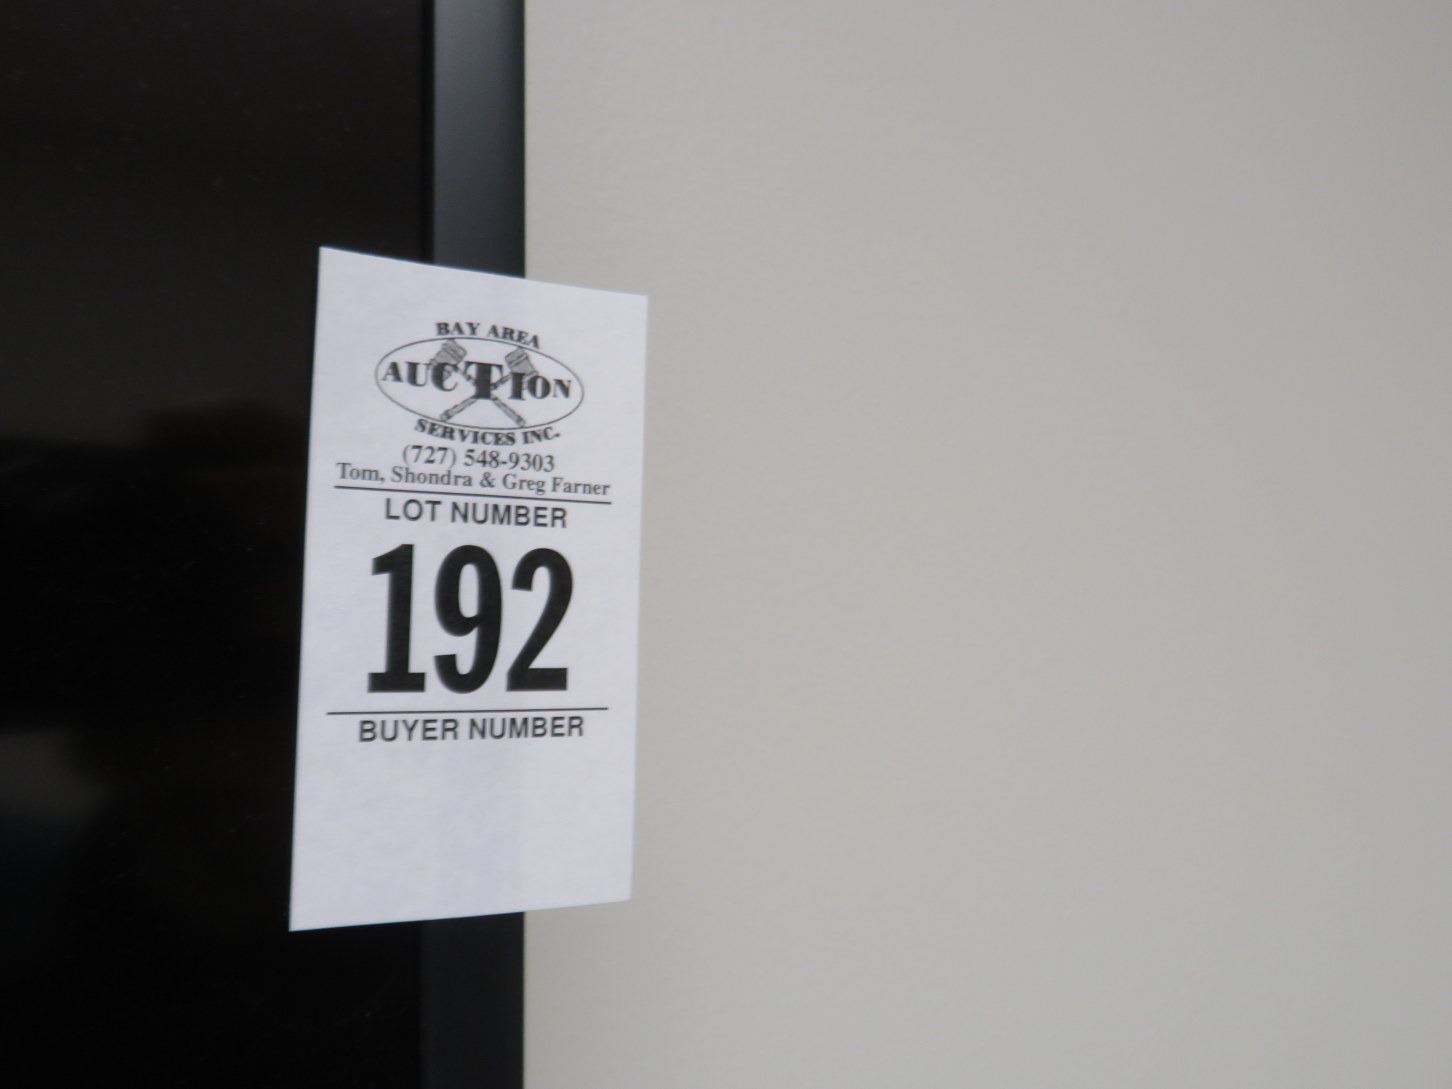 BAY AREA
AUCTION
SERVICES INC.
(727) 548-9303
Tom, Shondra & Greg Farner
LOT NUMBER
192
BUYER NUMBER